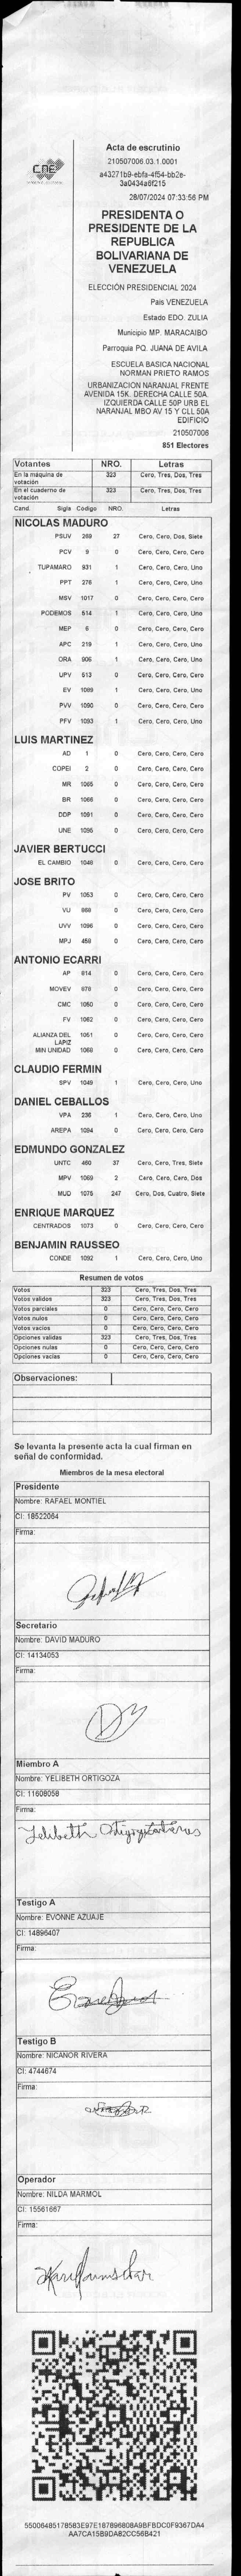 Acta de escrutinio
210507006.03.1.0001
a43271b9-ebfa-4f54-bb2e-
3a0434a6f215
28/07/2024 07:33:56 PM
CNE
PRESIDENTA O
PRESIDENTE DE LA
REPUBLICA
BOLIVARIANA DE
VENEZUELA
ELECCIÓN PRESIDENCIAL 2024
País VENEZUELA
Estado EDO. ZULIA
Municipio MP. MARACAIBO
Parroquia PQ. JUANA DE AVILA
ESCUELA BASICA NACIONAL
NORMAN PRIETO RAMOS
URBANIZACIÓN NARANJAL FRENTE
AVENIDA 15K. DERECHA CALLE 50A.
IZQUIERDA CALLE 50P URB EL
NARANJAL MBO AV 15 Y CLL 50A
EDIFICIO
210507006
851 Electores
Votantes NRO. Letras
En la máquina de votación 323 Cero, Tres, Dos, Tres
En el cuaderno de votación 323 Cero, Tres, Dos, Tres
Cand. Sigla Código NRO. Letras
NICOLAS MADURO
PSUV 269 27 Cero, Cero, Dos, Siete
PCV 9 0 Cero, Cero, Cero, Cero
TUPAMARO 931 1 Cero, Cero, Cero, Uno
PPT 276 1 Cero, Cero, Cero, Uno
MSV 1017 0 Cero, Cero, Cero, Cero
PODEMOS 514 1 Cero, Cero, Cero, Uno
MEP 6 0 Cero, Cero, Cero, Cero
APC 219 1 Cero, Cero, Cero, Uno
ORA 906 1 Cero, Cero, Cero, Uno
UPV 513 0 Cero, Cero, Cero, Cero
EV 1089 1 Cero, Cero, Cero, Uno
PVV 1090 0 Cero, Cero, Cero, Cero
PFV 1093 1 Cero, Cero, Cero, Uno
LUIS MARTINEZ
AD 1 0 Cero, Cero, Cero, Cero
COPEI 2 0 Cero, Cero, Cero, Cero
MR 1065 0 Cero, Cero, Cero, Cero
BR 1066 0 Cero, Cero, Cero, Cero
DDP 1091 0 Cero, Cero, Cero, Cero
UNE 1095 0 Cero, Cero, Cero, Cero
JAVIER BERTUCCI
EL CAMBIO 1048 0 Cero, Cero, Cero, Cero
JOSE BRITO
PV 1053 0 Cero, Cero, Cero, Cero
VU 868 0 Cero, Cero, Cero, Cero
UVV 1096 0 Cero, Cero, Cero, Cero
MPJ 458 0 Cero, Cero, Cero, Cero
ANTONIO ECARRI
AP 814 0 Cero, Cero, Cero, Cero
MOVEV 878 0 Cero, Cero, Cero, Cero
CMC 1050 0 Cero, Cero, Cero, Cero
FV 1062 0 Cero, Cero, Cero, Cero
ALIANZA DEL LAPIZ 1051 0 Cero, Cero, Cero, Cero
MIN UNIDAD 1068 0 Cero, Cero, Cero, Cero
CLAUDIO FERMIN
SPV 1049 1 Cero, Cero, Cero, Uno
DANIEL CEBALLOS
VPA 236 1 Cero, Cero, Cero, Uno
AREPA 1084 0 Cero, Cero, Cero, Cero
EDMUNDO GONZALEZ
UNTC 460 37 Cero, Cero, Tres, Siete
MPV 1069 2 Cero, Cero, Cero, Dos
MUD 1075 247 Cero, Dos, Cuatro, Siete
ENRIQUE MARQUEZ
CENTRADOS 1073 0 Cero, Cero, Cero, Cero
BENJAMIN RAUSSEO
CONDE 1092 1 Cero, Cero, Cero, Uno
Resumen de votos
Votos 323 Cero, Tres, Dos, Tres
Votos válidos 323 Cero, Tres, Dos, Tres
Votos parciales 0 Cero, Cero, Cero, Cero
Votos nulos 0 Cero, Cero, Cero, Cero
Votos vacíos 0 Cero, Cero, Cero, Cero
Opciones válidas 323 Cero, Tres, Dos, Tres
Opciones nulas 0 Cero, Cero, Cero, Cero
Opciones vacías 0 Cero, Cero, Cero, Cero
Observaciones:
Se levanta la presente acta la cual firman en
señal de conformidad.
Miembros de la mesa electoral
Presidente
Nombre: RAFAEL MONTIEL
CI: 18522064
Firma:
Secretario
Nombre: DAVID MADURO
CI: 14134053
Firma:
Miembro A
Nombre: YELIBETH ORTIGOZA
CI: 11608058
Firma:
Testigo A
Nombre: EVONNE AZUAJE
CI: 14896407
Firma:
Testigo B
Nombre: NICANOR RIVERA
CI: 4744674
Firma:
Operador
Nombre: NILDA MARMOL
CI: 15561667
Firma:
55006485178583E97E187896808A9BFBDC0F9367DA4
AA7CA15B9DA82CC56B421